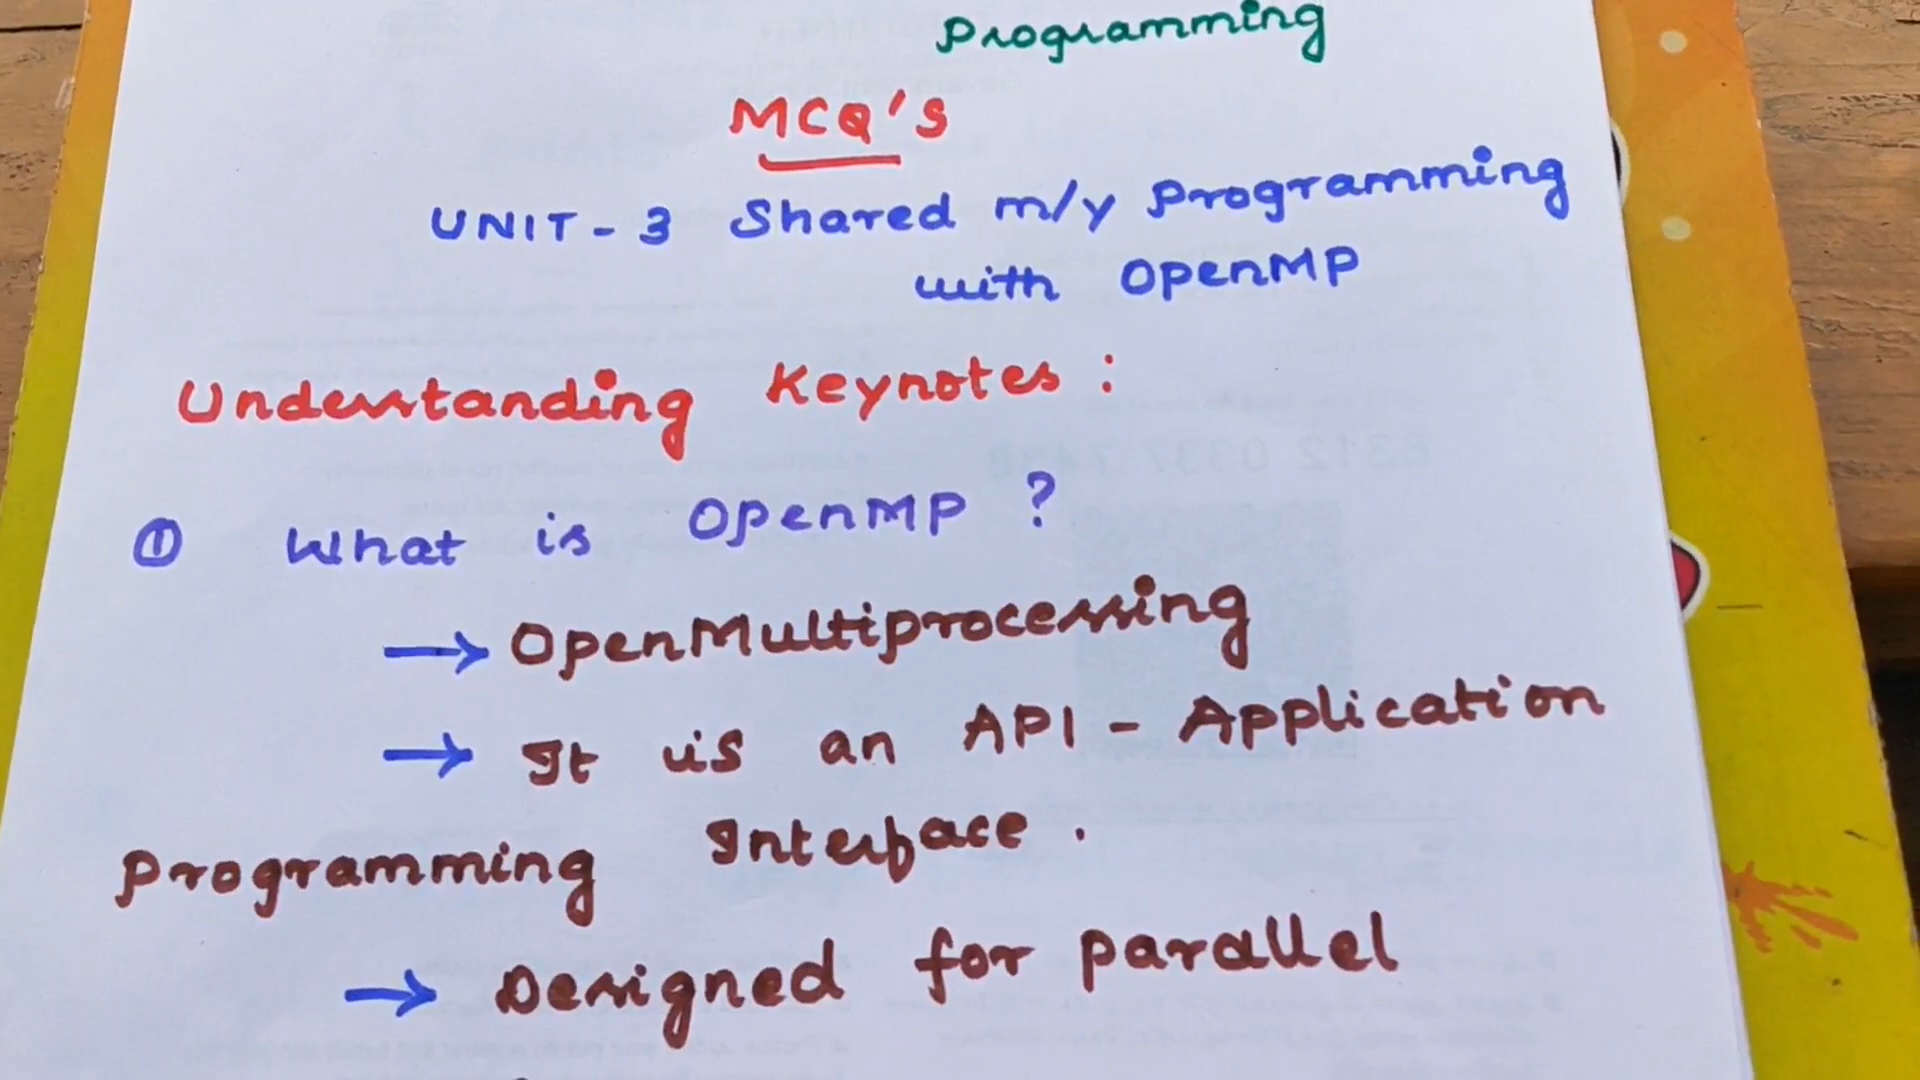 Programming
MCQ'S
UNIT - 3 Shared m/y Programming
with OpenMP
Understanding Keynotes :
① What is OpenMP ?
→ OpenMultiprocessing
→ It is an API - Application
Programming Interface .
→ Designed for parallel